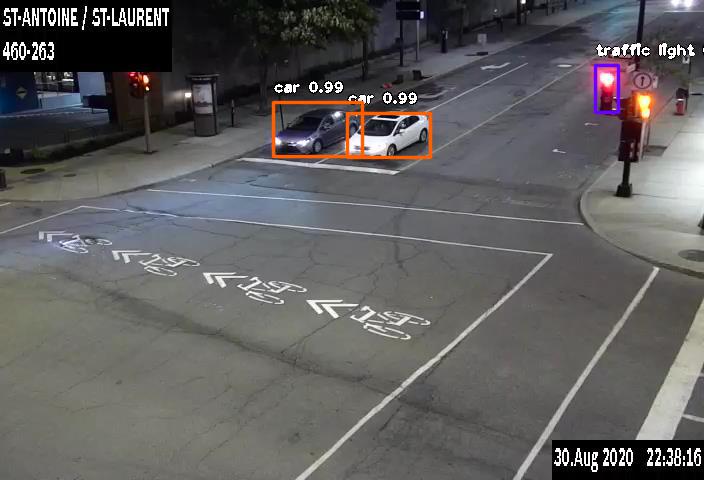 ST-ANTOINE / ST-LAURENT
460-263
traffic light
car 0.99
car 0.99
30.Aug 2020 22:38:16